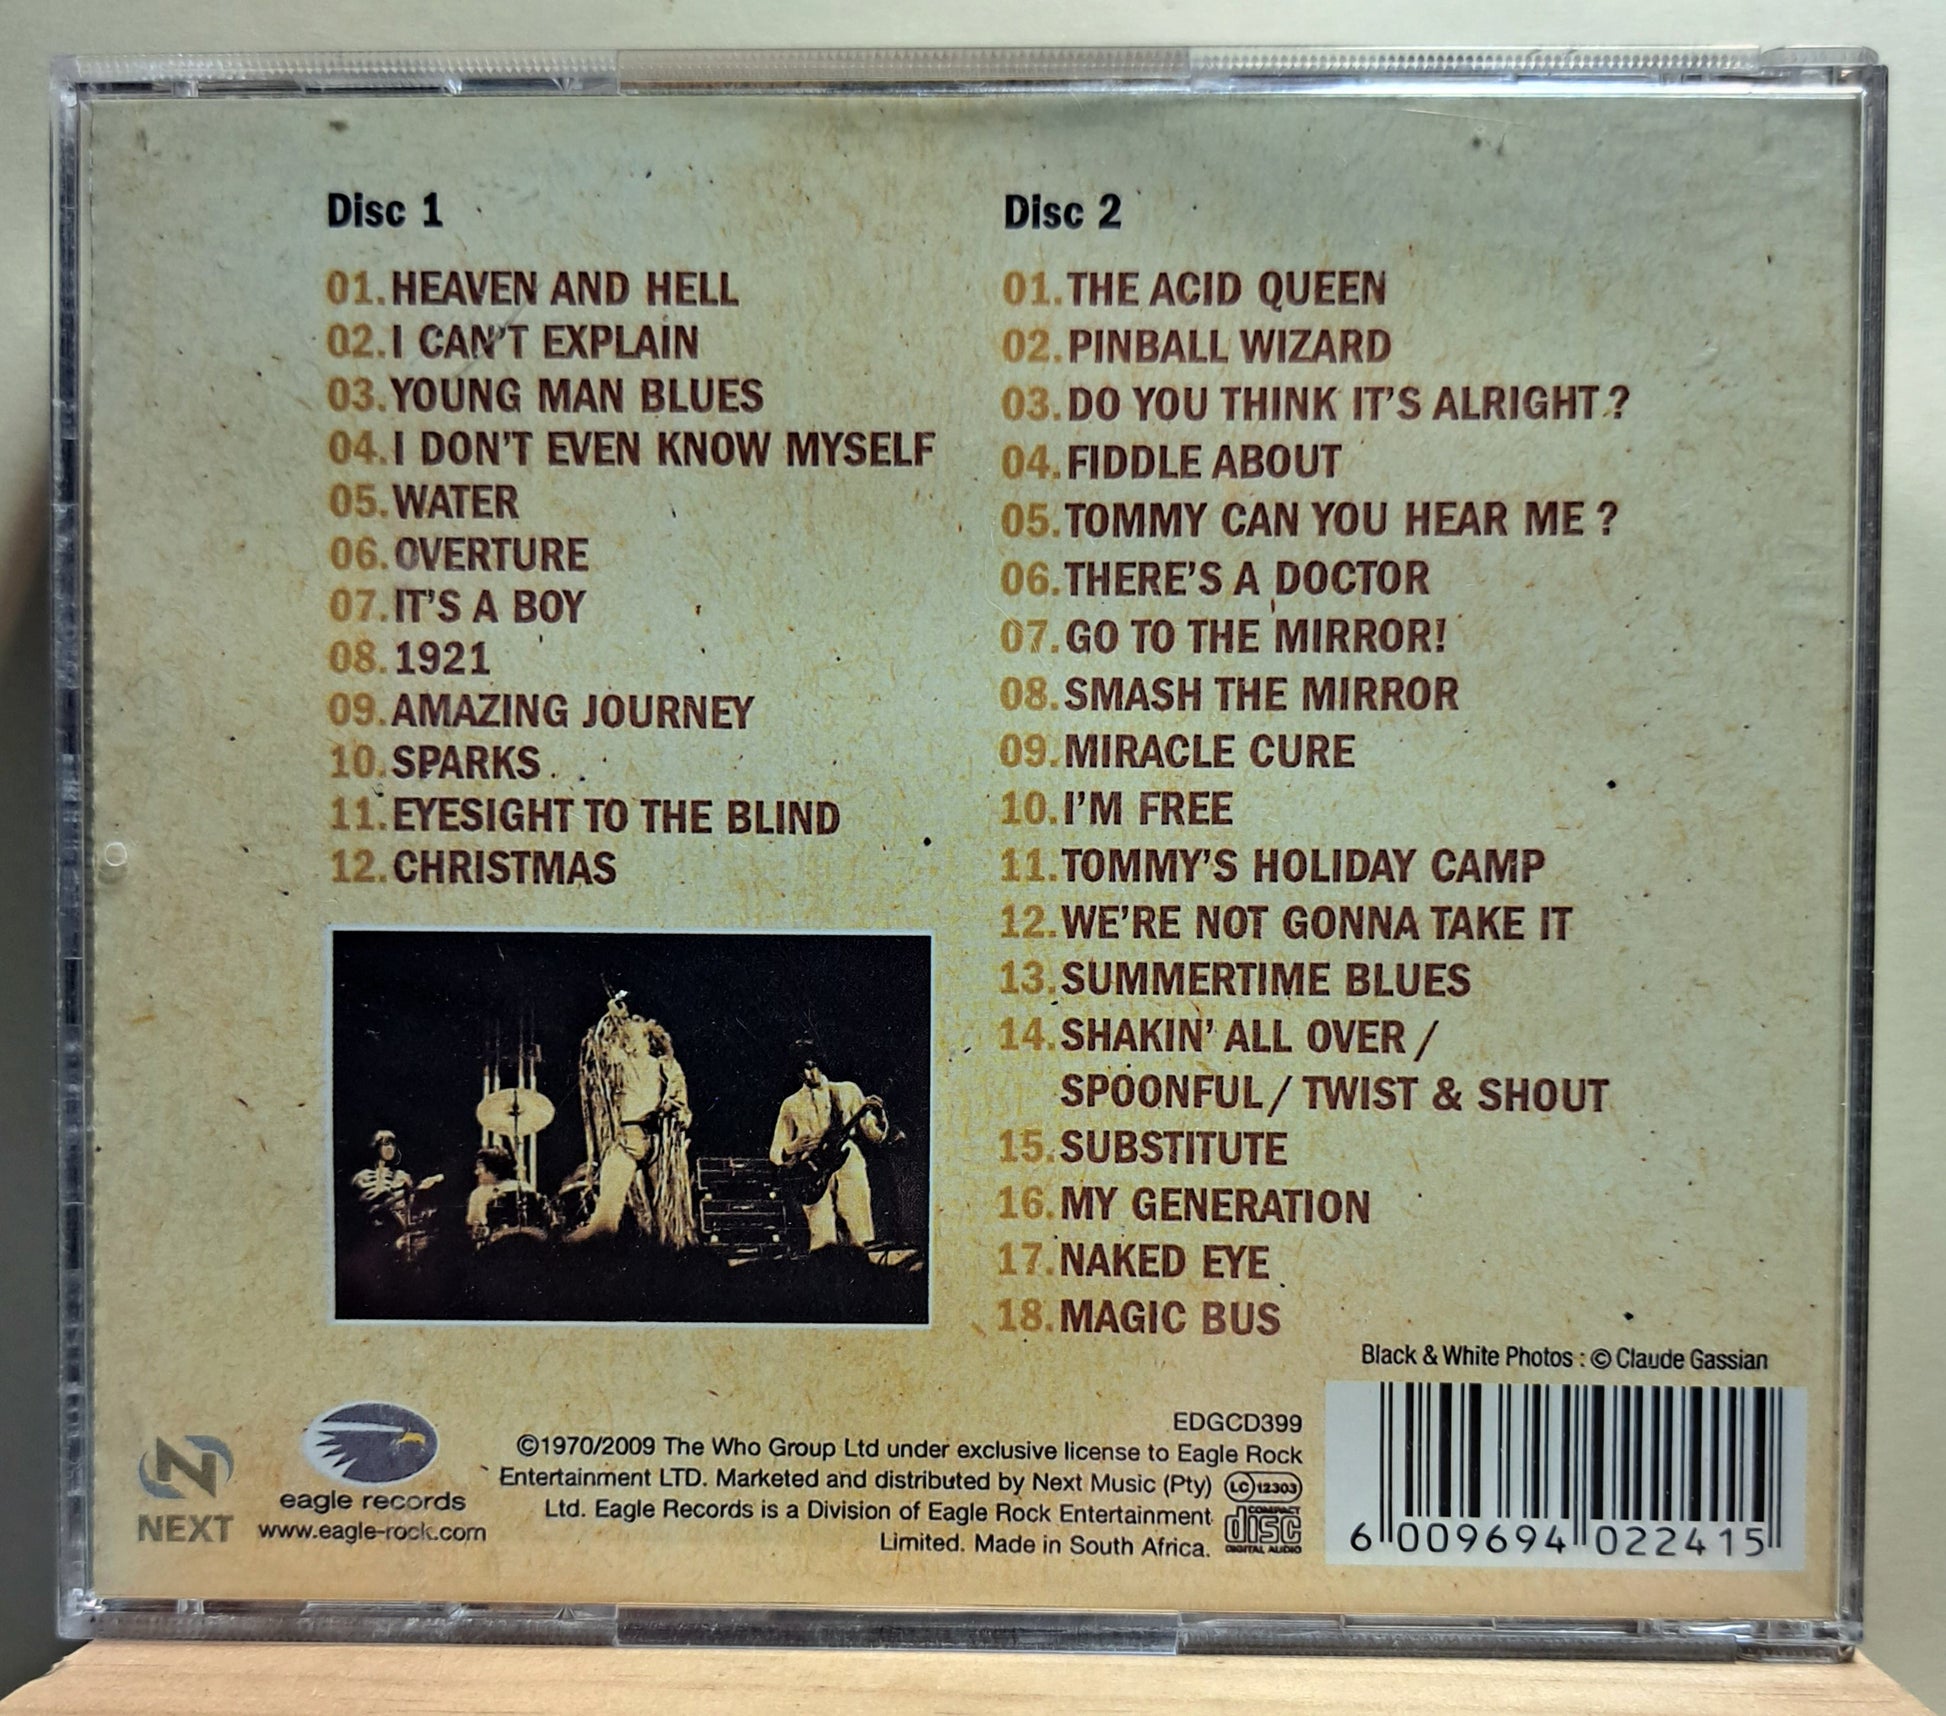 Disc 1
01.HEAVEN AND HELL
02.I CAN'T EXPLAIN
03.YOUNG MAN BLUES
04.I DON'T EVEN KNOW MYSELF
05.WATER
06.OVERTURE
07.IT'S A BOY
08.1921
09.AMAZING JOURNEY
10.SPARKS
11.EYESIGHT TO THE BLIND
12.CHRISTMAS
Disc 2
01.THE ACID QUEEN
02.PINBALL WIZARD
03.DO YOU THINK IT'S ALRIGHT ?
04.FIDDLE ABOUT
05.TOMMY CAN YOU HEAR ME ?
06.THERE'S A DOCTOR
07.GO TO THE MIRROR!
08.SMASH THE MIRROR
09.MIRACLE CURE
10.I'M FREE
11.TOMMY'S HOLIDAY CAMP
12.WE'RE NOT GONNA TAKE IT
13.SUMMERTIME BLUES
14.SHAKIN' ALL OVER /
SPOONFUL / TWIST & SHOUT
15.SUBSTITUTE
16.MY GENERATION
17.NAKED EYE
18.MAGIC BUS
Black & White Photos : © Claude Gassian
N
NEXT
eagle records
www.eagle-rock.com
EDGCD399
©1970/2009 The Who Group Ltd under exclusive license to Eagle Rock
Entertainment LTD. Marketed and distributed by Next Music (Pty)
Ltd. Eagle Records is a Division of Eagle Rock Entertainment
Limited. Made in South Africa.
LC 12303
COMPACT
disc
DIGITAL AUDIO
6 009694 022415